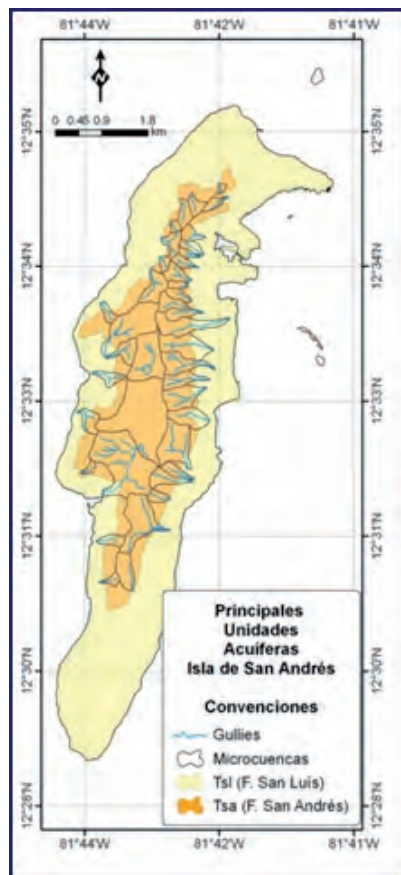 81°44'W 81°42'W 81°41'W
N
0 0.45 0.9 1.8
km
12°35'N 12°35'N
12°34'N 12°34'N
12°33'N 12°33'N
12°31'N 12°31'N
12°30'N 12°30'N
12°28'N 12°28'N
Principales
Unidades
Acuíferas
Isla de San Andrés
Convenciones
Gullies
Microcuencas
Tsl (F. San Luís)
Tsa (F. San Andrés)
81°44'W 81°42'W 81°41'W